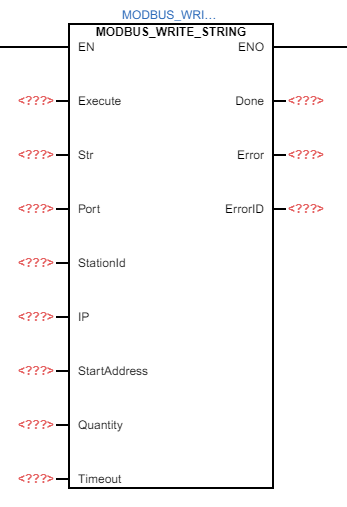 MODBUS_WRI...
MODBUS_WRITE_STRING
EN ENO
<???> Execute Done <???>
<???> Str Error <???>
<???> Port ErrorID <???>
<???> StationId
<???> IP
<???> StartAddress
<???> Quantity
<???> Timeout